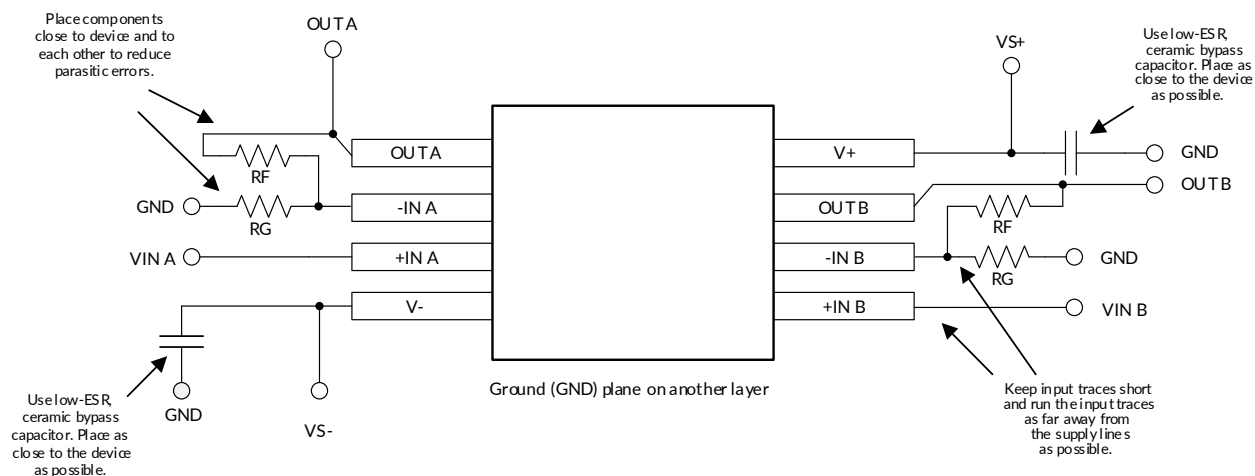 Place components
close to device and to
each other to reduce
parasitic errors.
OUT A
VS+
Use low-ESR,
ceramic bypass
capacitor. Place as
close to the device
as possible.
OUT A
RF
GND
RG
-IN A
VIN A
+IN A
V-
V+
GND
OUT B
OUT B
RF
-IN B
RG
GND
+IN B
VIN B
Use low-ESR,
ceramic bypass
capacitor. Place as
close to the device
as possible.
GND
VS-
Ground (GND) plane on another layer
Keep input traces short
and run the input traces
as far away from
the supply lines
as possible.